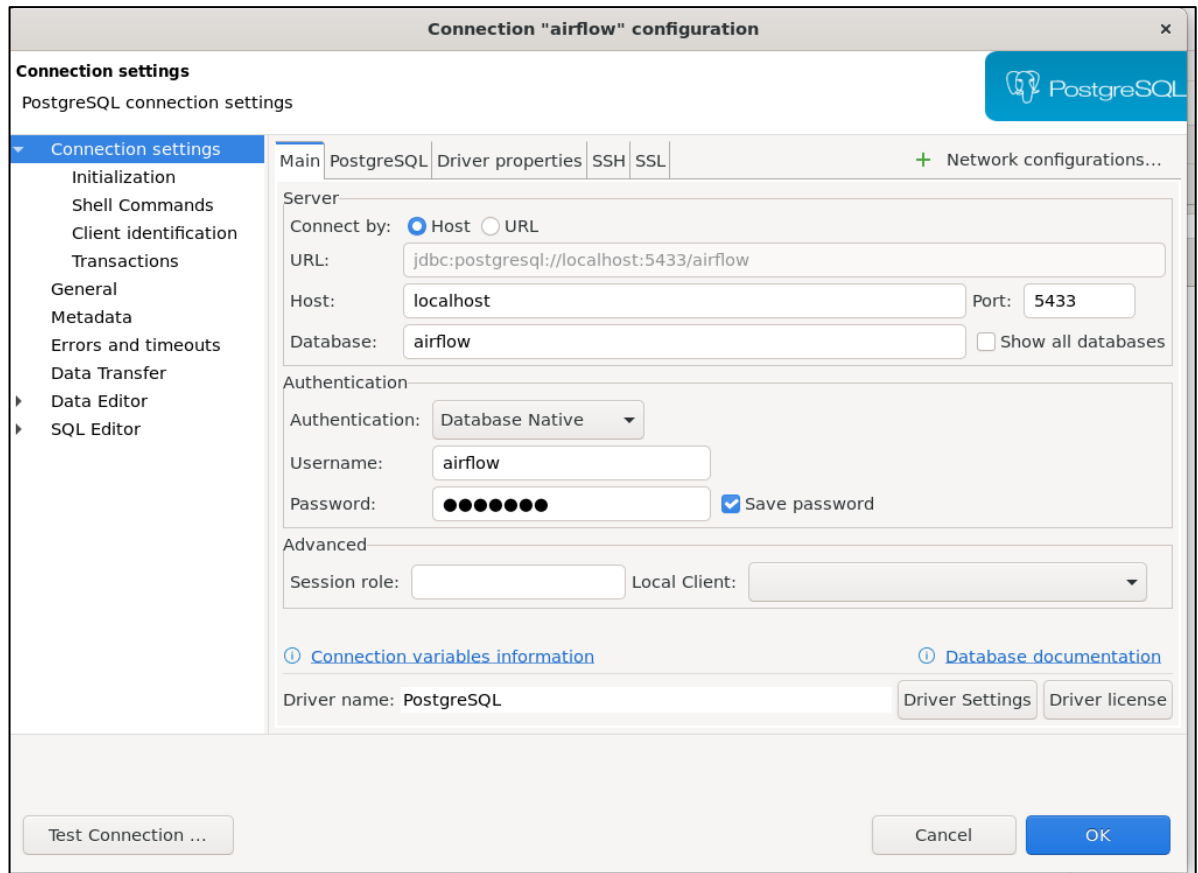 Connection "airflow" configuration ×
Connection settings
PostgreSQL connection settings
PostgreSQL
Connection settings
Initialization
Shell Commands
Client identification
Transactions
General
Metadata
Errors and timeouts
Data Transfer
Data Editor
SQL Editor
Main PostgreSQL Driver properties SSH SSL + Network configurations...
Server
Connect by: Host URL
URL: jdbc:postgresql://localhost:5433/airflow
Host: localhost Port: 5433
Database: airflow Show all databases
Authentication
Authentication: Database Native
Username: airflow
Password: ●●●●●●● Save password
Advanced
Session role: Local Client:
Connection variables information Database documentation
Driver name: PostgreSQL Driver Settings Driver license
Test Connection ... Cancel OK